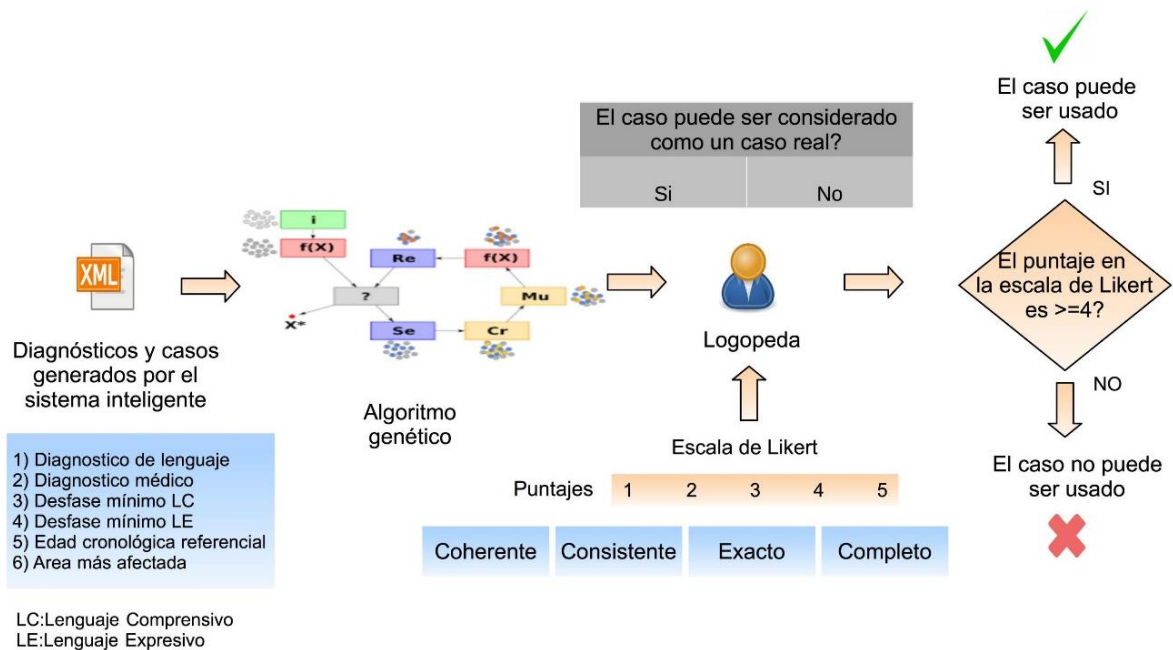 XML
Diagnósticos y casos
generados por el
sistema inteligente
1) Diagnostico de lenguaje
2) Diagnostico médico
3) Desfase mínimo LC
4) Desfase mínimo LE
5) Edad cronológica referencial
6) Area más afectada
LC:Lenguaje Comprensivo
LE:Lenguaje Expresivo
i
f(X)
Re
f(X)
?
Mu
X*
Se
Cr
Algoritmo
genético
El caso puede ser considerado
como un caso real?
Si No
Logopeda
Escala de Likert
Puntajes 1 2 3 4 5
Coherente Consistente Exacto Completo
El caso puede
ser usado
SI
El puntaje en
la escala de Likert
es >=4?
NO
El caso no puede
ser usado